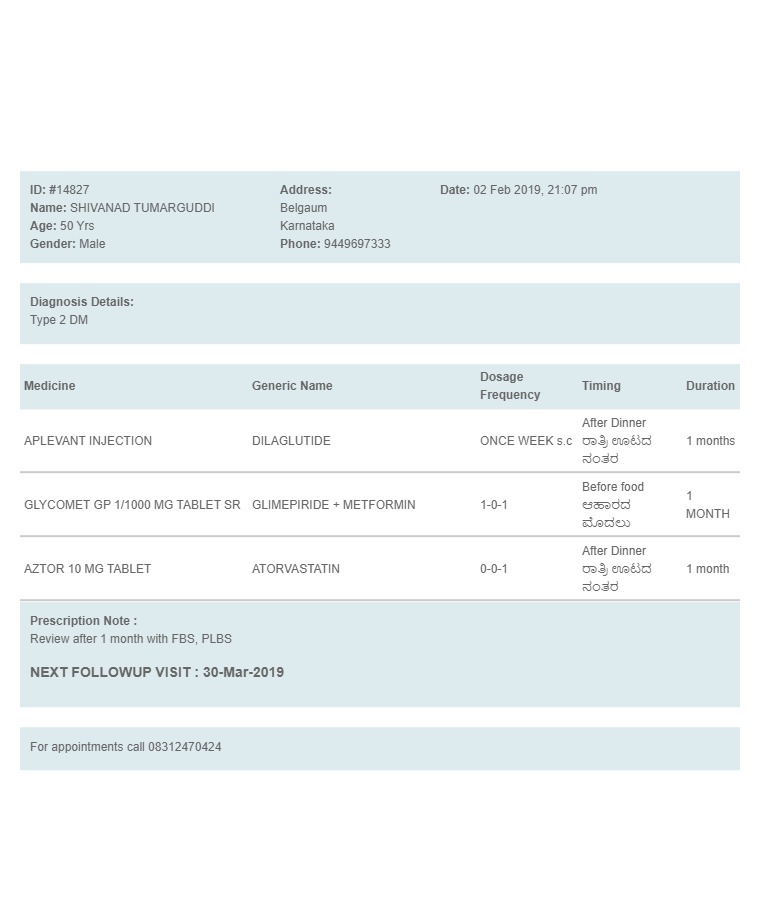 ID: #14827
Name: SHIVANAD TUMARGUDDI
Age: 50 Yrs
Gender: Male
Address:
Belgaum
Karnataka
Phone: 9449697333
Date: 02 Feb 2019, 21:07 pm
Diagnosis Details:
Type 2 DM
Medicine Generic Name Dosage Frequency Timing Duration
APLEVANT INJECTION DILAGLUTIDE ONCE WEEK s.c After Dinner
ರಾತ್ರಿ ಊಟದ
ನಂತರ
1 months
GLYCOMET GP 1/1000 MG TABLET SR GLIMEPIRIDE + METFORMIN 1-0-1 Before food
ಆಹಾರದ
ಮೊದಲು
1
MONTH
AZTOR 10 MG TABLET ATORVASTATIN 0-0-1 After Dinner
ರಾತ್ರಿ ಊಟದ
ನಂತರ
1 month
Prescription Note :
Review after 1 month with FBS, PLBS
NEXT FOLLOWUP VISIT : 30-Mar-2019
For appointments call 08312470424